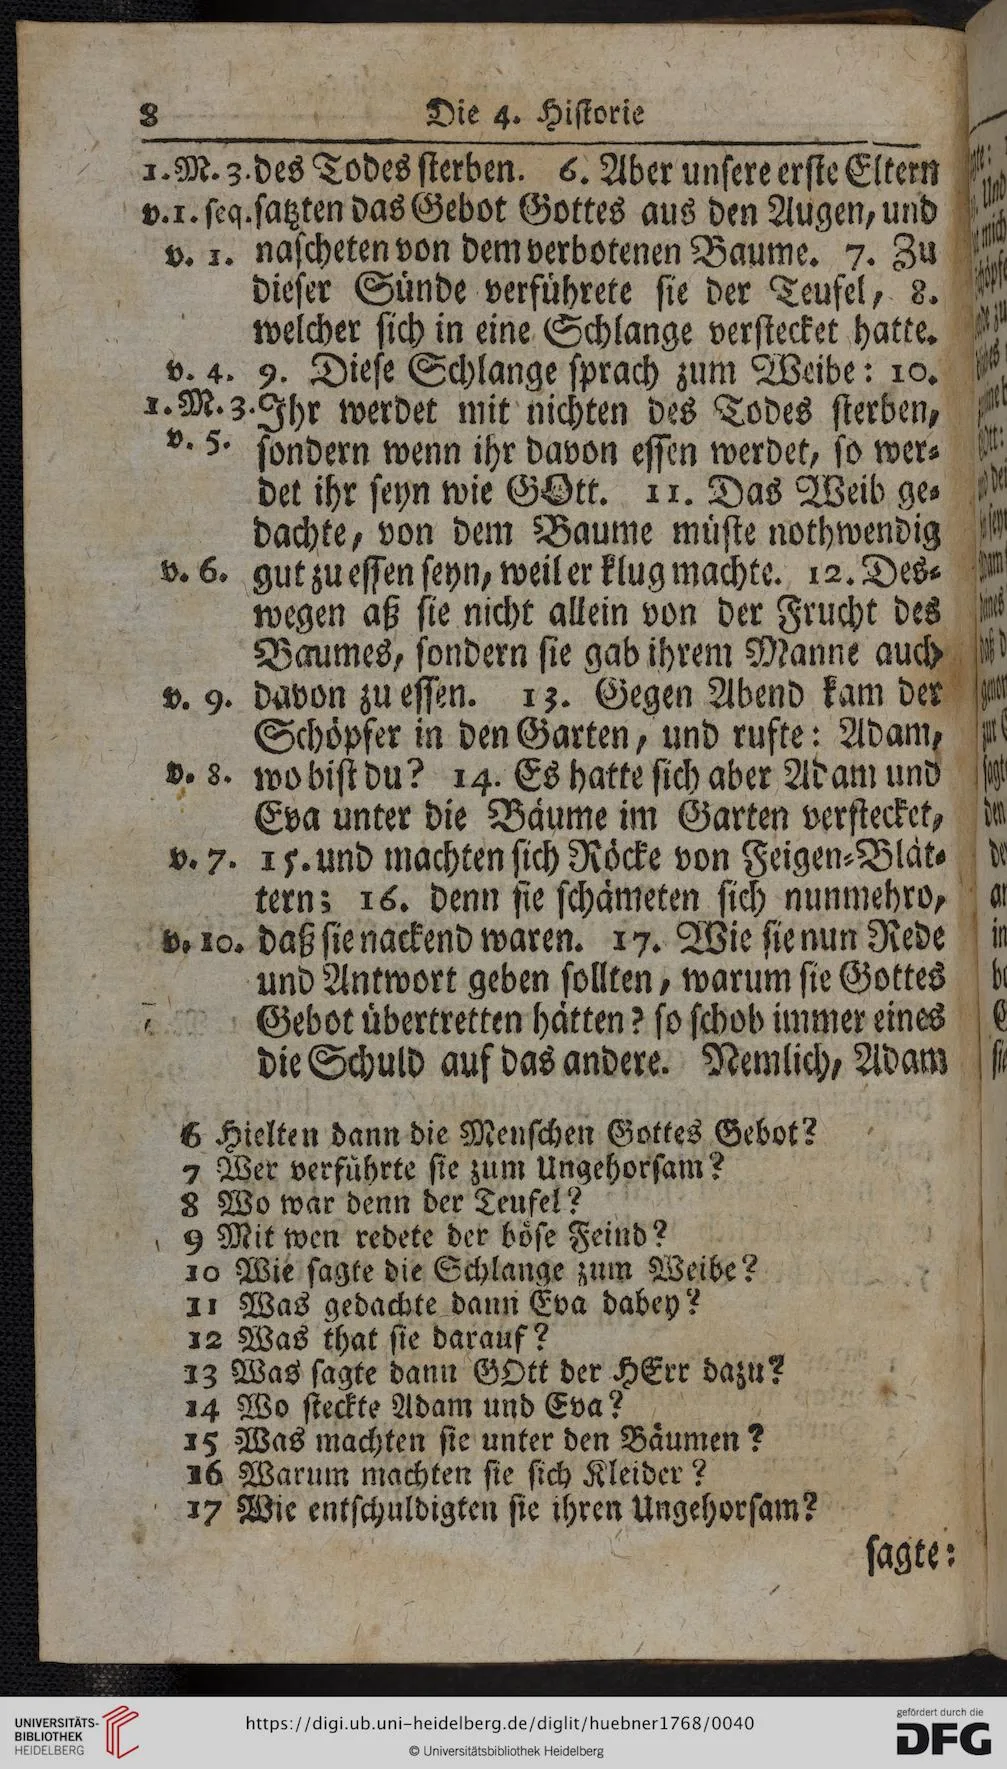 8 Die 4. Hiſtorie
1.M.3. des Todes ſterben. 6. Aber unſere erſte Eltern
v.1.ſeq. ſatzten das Gebot Gottes aus den Augen, und
v. 1. naſcheten von dem verbotenen Baume. 7. Zu
dieſer Sünde verführete ſie der Teufel, 8.
welcher ſich in eine Schlange verſtecket hatte.
v. 4. 9. Dieſe Schlange ſprach zum Weibe: 10.
1.M.3. Ihr werdet mit nichten des Todes ſterben,
v. 5. ſondern wenn ihr davon eſſen werdet, ſo wer⸗
det ihr ſeyn wie GOtt. 11. Das Weib ge⸗
dachte, von dem Baume müſte nothwendig
v. 6. gut zu eſſen ſeyn, weil er klug machte. 12. Des⸗
wegen aß ſie nicht allein von der Frucht des
Baumes, ſondern ſie gab ihrem Manne auch
v. 9. davon zu eſſen. 13. Gegen Abend kam der
Schöpfer in den Garten, und rufte: Adam,
v. 8. wo biſt du? 14. Es hatte ſich aber Adam und
Eva unter die Bäume im Garten verſtecket,
v. 7. 15. und machten ſich Röcke von Feigen⸗Blät⸗
tern; 16. denn ſie ſchämeten ſich nunmehro,
v. 10. daß ſie nackend waren. 17. Wie ſie nun Rede
und Antwort geben ſollten, warum ſie Gottes
Gebot übertretten hätten? ſo ſchob immer eines
die Schuld auf das andere. Nemlich, Adam
6 Hielten dann die Menſchen Gottes Gebot?
7 Wer verführte ſie zum Ungehorſam?
8 Wo war denn der Teufel?
9 Mit wen redete der böſe Feind?
10 Wie ſagte die Schlange zum Weibe?
11 Was gedachte dann Eva dabey?
12 Was that ſie darauf?
13 Was ſagte dann GOtt der HErr dazu?
14 Wo ſteckte Adam und Eva?
15 Was machten ſie unter den Bäumen?
16 Warum machten ſie ſich Kleider?
17 Wie entſchuldigten ſie ihren Ungehorſam?
ſagte:
UNIVERSITÄTS-
BIBLIOTHEK
HEIDELBERG
https://digi.ub.uni-heidelberg.de/diglit/huebner1768/0040
© Universitätsbibliothek Heidelberg
gefördert durch die
DFG